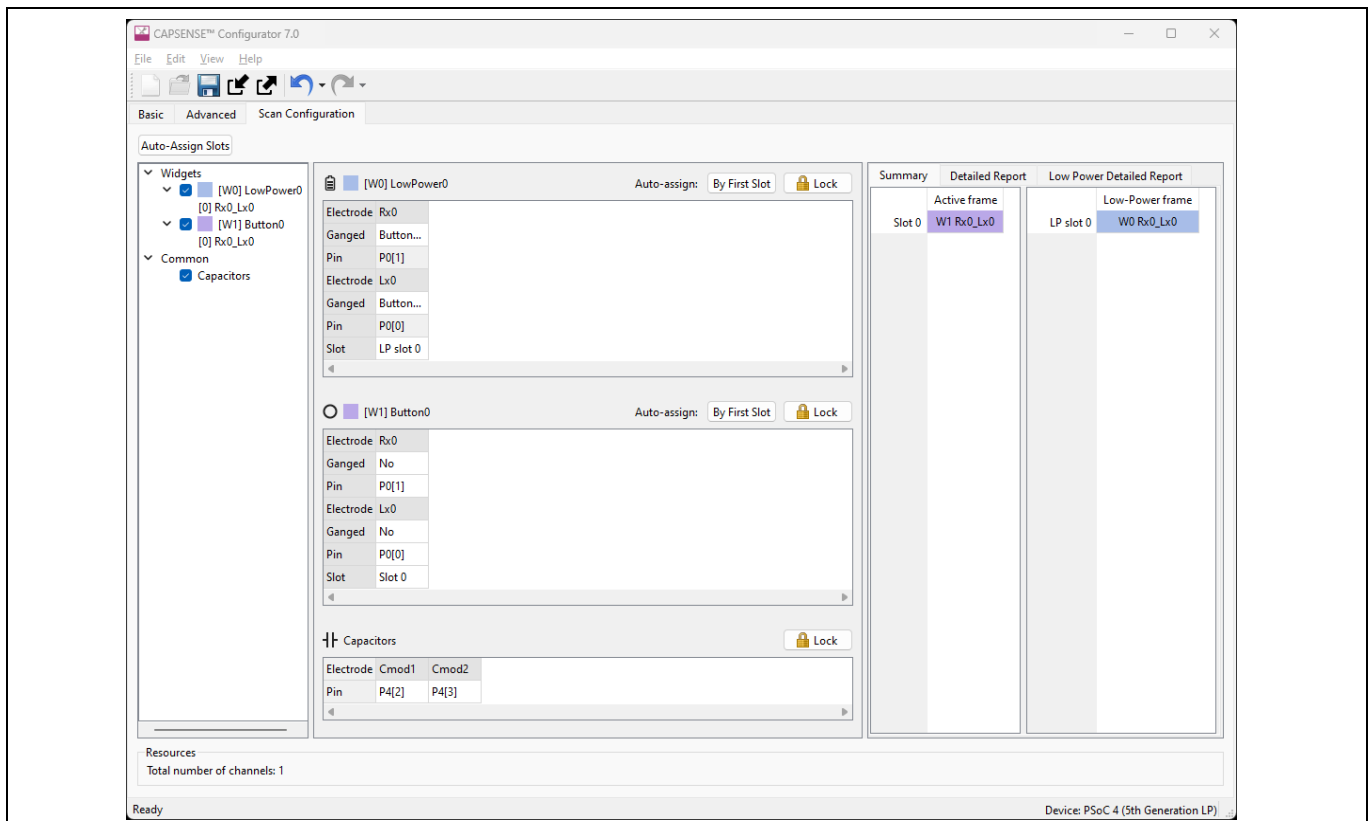 CAPSENSE™ Configurator 7.0
File Edit View Help
Basic Advanced Scan Configuration
Auto-Assign Slots
Widgets
[W0] LowPower0
[0] Rx0_Lx0
[W1] Button0
[0] Rx0_Lx0
Common
Capacitors
[W0] LowPower0 Auto-assign: By First Slot Lock
Electrode Rx0
Ganged Button...
Pin P0[1]
Electrode Lx0
Ganged Button...
Pin P0[0]
Slot LP slot 0
[W1] Button0 Auto-assign: By First Slot Lock
Electrode Rx0
Ganged No
Pin P0[1]
Electrode Lx0
Ganged No
Pin P0[0]
Slot Slot 0
Capacitors Lock
Electrode Cmod1 Cmod2
Pin P4[2] P4[3]
Summary Detailed Report Low Power Detailed Report
Active frame Low-Power frame
Slot 0 W1 Rx0_Lx0 LP slot 0 W0 Rx0_Lx0
Resources
Total number of channels: 1
Ready Device: PSoC 4 (5th Generation LP)